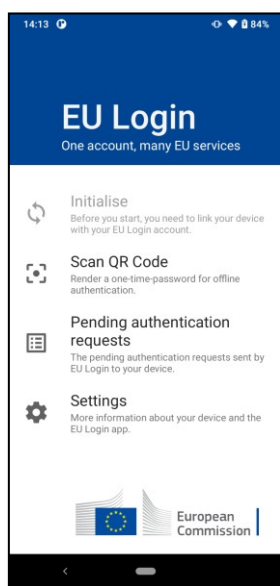 14:13 84%
EU Login
One account, many EU services
Initialise
Before you start, you need to link your device
with your EU Login account.
Scan QR Code
Render a one-time-password for offline
authentication.
Pending authentication
requests
The pending authentication requests sent by
EU Login to your device.
Settings
More information about your device and the
EU Login app.
European
Commission